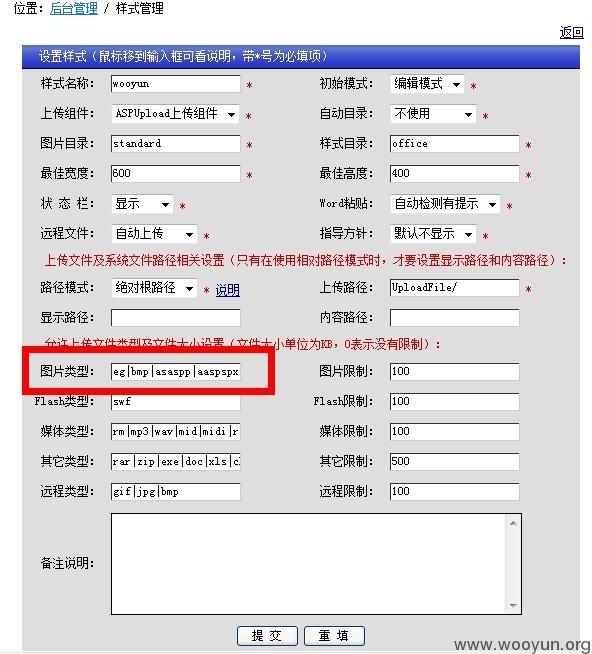 位置：后台管理 / 样式管理
返回
设置样式（鼠标移到输入框可看说明，带*号为必填项）
样式名称： wooyun * 初始模式： 编辑模式 *
上传组件： ASPUpload上传组件 * 自动目录： 不使用 *
图片目录： standard * 样式目录： office *
最佳宽度： 600 * 最佳高度： 400 *
状 态 栏： 显示 * Word粘贴： 自动检测有提示 *
远程文件： 自动上传 * 指导方针： 默认不显示 *
上传文件及系统文件路径相关设置（只有在使用相对路径模式时，才要设置显示路径和内容路径）：
路径模式： 绝对根路径 * 说明 上传路径： UploadFile/ *
显示路径： 内容路径：
允许上传文件类型及文件大小设置（文件大小单位为KB，0表示没有限制）：
图片类型： eg|bmp|asaspp|aaspspx 图片限制： 100
Flash类型： swf Flash限制： 100
媒体类型： rm|mp3|wav|mid|midi|r 媒体限制： 100
其它类型： rar|zip|exe|doc|xls|c 其它限制： 500
远程类型： gif|jpg|bmp 远程限制： 100
备注说明：
提 交 重 填
www.wooyun.org